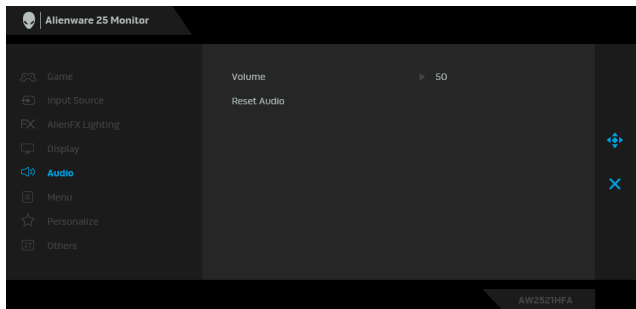 Alienware 25 Monitor
Game
Volume 50
Input Source
Reset Audio
AlienFX Lighting
Display
Audio
Menu
Personalize
Others
AW2521HFA